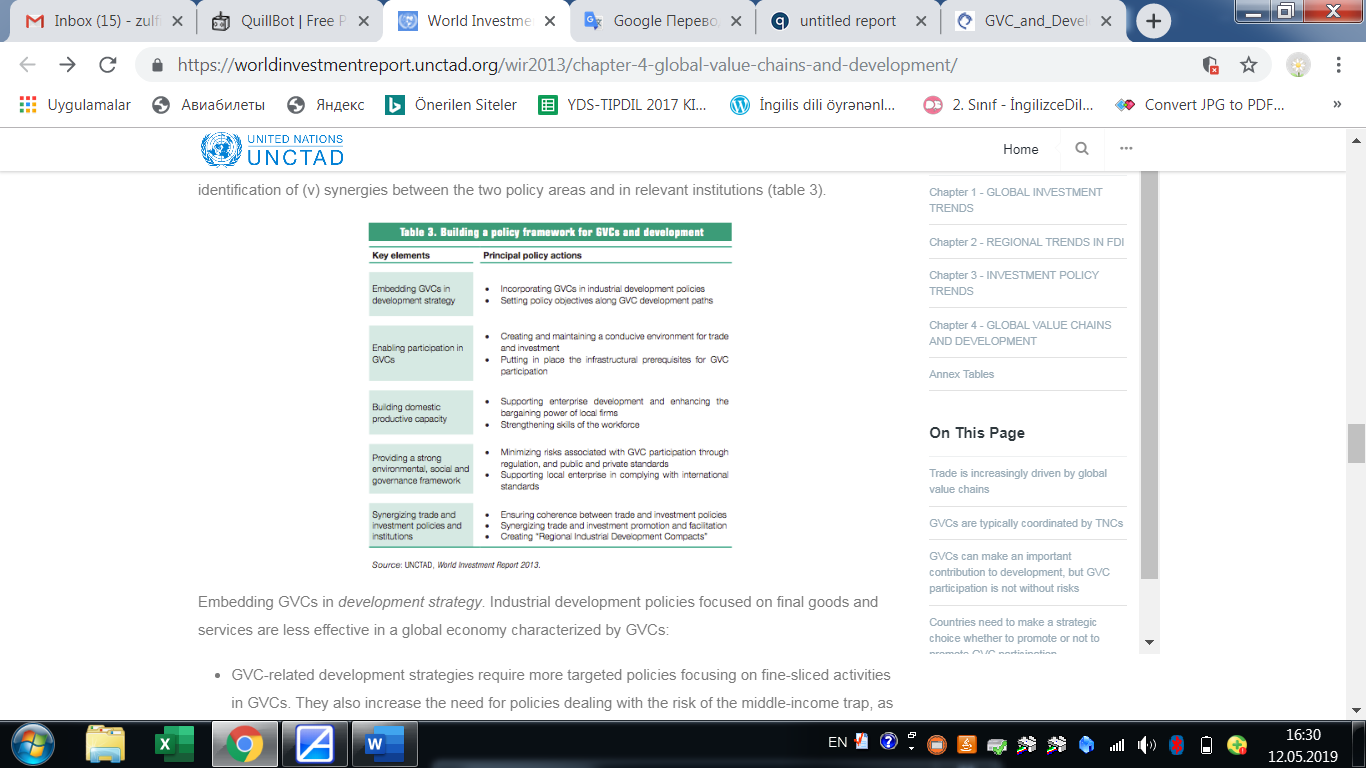 Inbox (15) - zulfi
QuillBot | Free P
World Investme
Google Перево
untitled report
GVC_and_Devel
https://worldinvestmentreport.unctad.org/wir2013/chapter-4-global-value-chains-and-development/
Uygulamalar
Авиабилеты
Яндекс
Önerilen Siteler
YDS-TIPDIL 2017 KI...
İngilis dili öyrənənl...
2. Sınıf - İngilizceDil...
Convert JPG to PDF...
»
UNITED NATIONS
UNCTAD
Home
identification of (v) synergies between the two policy areas and in relevant institutions (table 3).
Table 3. Building a policy framework for GVCs and development
Key elements Principal policy actions
Embedding GVCs in
development strategy
• Incorporating GVCs in industrial development policies
• Setting policy objectives along GVC development paths
Enabling participation in
GVCs
• Creating and maintaining a conducive environment for trade
and investment
• Putting in place the infrastructural prerequisites for GVC
participation
Building domestic
productive capacity
• Supporting enterprise development and enhancing the
bargaining power of local firms
• Strengthening skills of the workforce
Providing a strong
environmental, social and
governance framework
• Minimizing risks associated with GVC participation through
regulation, and public and private standards
• Supporting local enterprise in complying with international
standards
Synergizing trade and
investment policies and
institutions
• Ensuring coherence between trade and investment policies
• Synergizing trade and investment promotion and facilitation
• Creating "Regional Industrial Development Compacts"
Source: UNCTAD, World Investment Report 2013.
Embedding GVCs in development strategy. Industrial development policies focused on final goods and
services are less effective in a global economy characterized by GVCs:
• GVC-related development strategies require more targeted policies focusing on fine-sliced activities
in GVCs. They also increase the need for policies dealing with the risk of the middle-income trap, as
Chapter 1 - GLOBAL INVESTMENT
TRENDS
Chapter 2 - REGIONAL TRENDS IN FDI
Chapter 3 - INVESTMENT POLICY
TRENDS
Chapter 4 - GLOBAL VALUE CHAINS
AND DEVELOPMENT
Annex Tables
On This Page
Trade is increasingly driven by global
value chains
GVCs are typically coordinated by TNCs
GVCs can make an important
contribution to development, but GVC
participation is not without risks
Countries need to make a strategic
choice whether to promote or not to
promote GVC participation
EN
16:30
12.05.2019